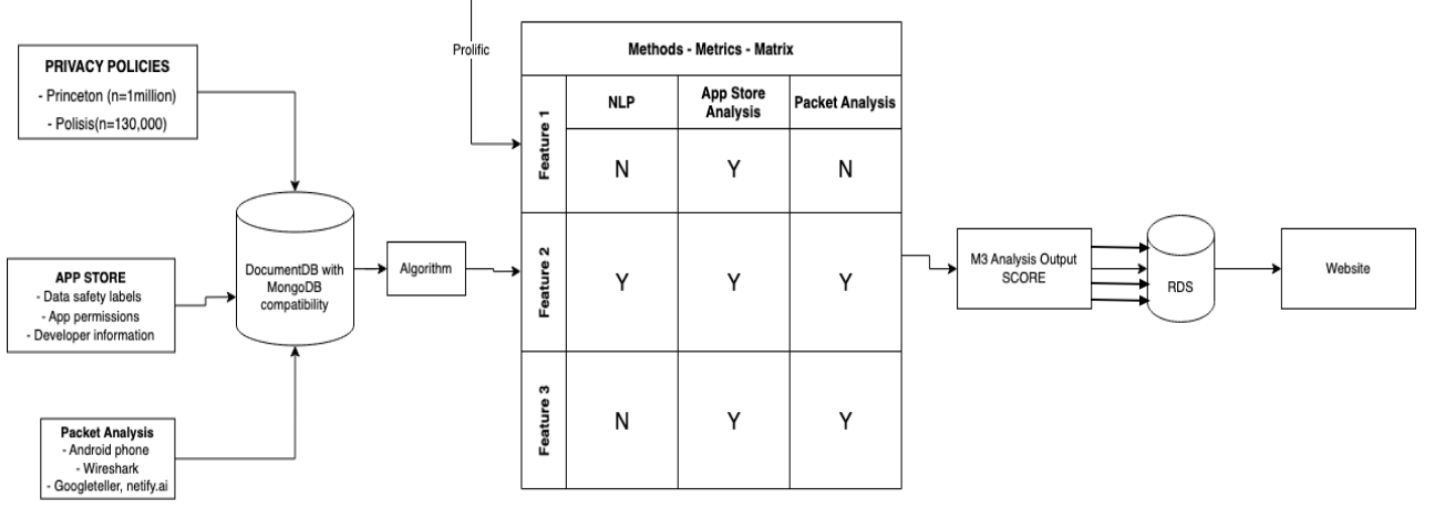 PRIVACY POLICIES
- Princeton (n=1million)
- Polisis(n=130,000)
APP STORE
- Data safety labels
- App permissions
- Developer information
Packet Analysis
- Android phone
- Wireshark
- Googleteller, netify.ai
DocumentDB with
MongoDB
compatibility
Algorithm
Prolific
Methods - Metrics - Matrix
NLP
App Store
Analysis
Packet Analysis
Feature 1
N
Y
N
Feature 2
Y
Y
Y
Feature 3
N
Y
Y
M3 Analysis Output
SCORE
RDS
Website